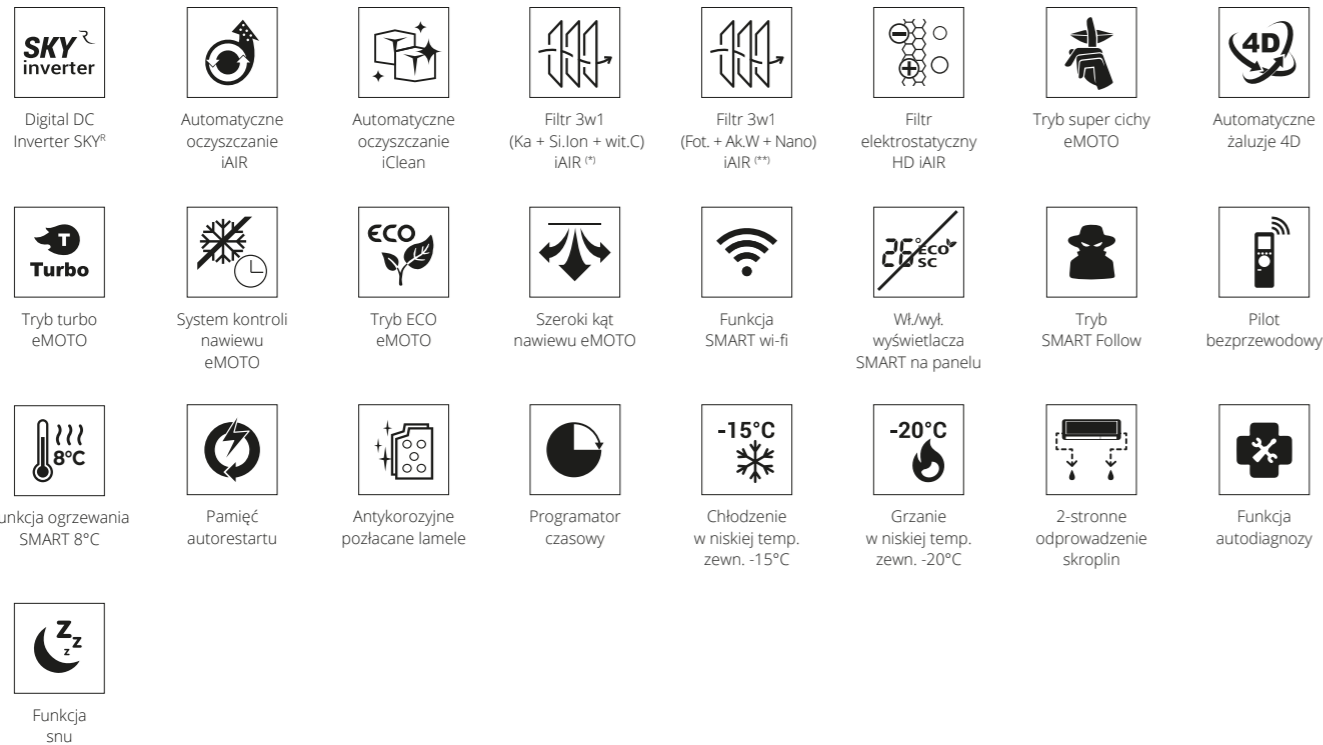 SKY R
inverter
Digital DC
Inverter SKYR
Automatyczne
oczyszczanie
iAIR
Automatyczne
oczyszczanie
iClean
Filtr 3w1
(Ka + Si.Ion + wit.C)
iAIR (*)
Filtr 3w1
(Fot. + Ak.W + Nano)
iAIR (**)
Filtr
elektrostatyczny
HD iAIR
Tryb super cichy
eMOTO
4D
Automatyczne
żaluzje 4D
T
Turbo
Tryb turbo
eMOTO
System kontroli
nawiewu
eMOTO
ECO
Tryb ECO
eMOTO
Szeroki kąt
nawiewu eMOTO
Funkcja
SMART wi-fi
26° ECO
SC
Wł./wył.
wyświetlacza
SMART na panelu
Tryb
SMART Follow
Pilot
bezprzewodowy
8°C
unkcja ogrzewania
SMART 8°C
Pamięć
autorestartu
Antykorozyjne
pozłacane lamele
Programator
czasowy
-15°C
Chłodzenie
w niskiej temp.
zewn. -15°C
-20°C
Grzanie
w niskiej temp.
zewn. -20°C
2-stronne
odprowadzenie
skroplin
Funkcja
autodiagnozy
Z z z
Funkcja
snu